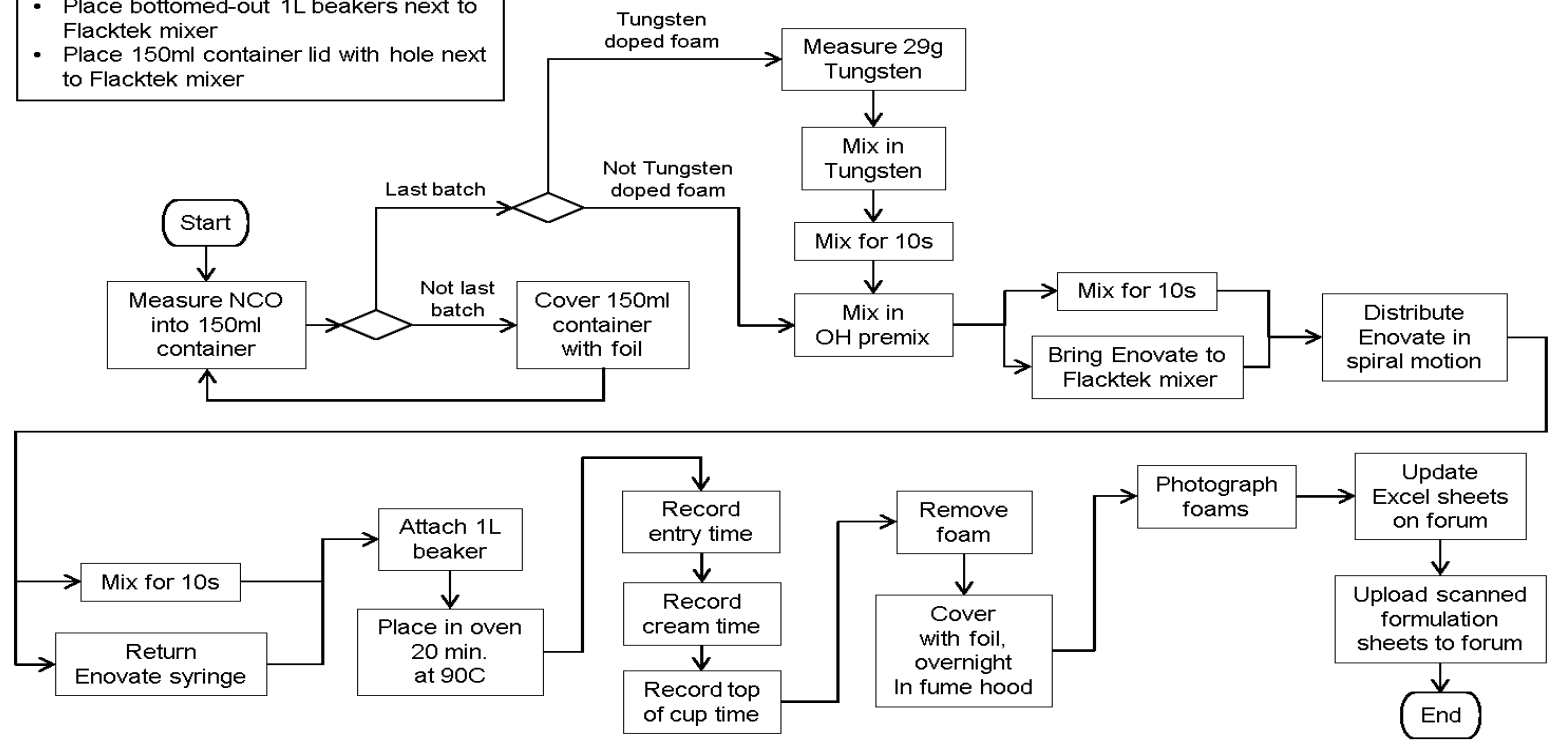 • Place bottomed-out 1L beakers next to
Flacktek mixer
• Place 150ml container lid with hole next
to Flacktek mixer
Tungsten
doped foam
Measure 29g
Tungsten
Mix in
Tungsten
Last batch
Not Tungsten
doped foam
Start
Mix for 10s
Measure NCO
into 150ml
container
Not last
batch
Cover 150ml
container
with foil
Mix in
OH premix
Mix for 10s
Bring Enovate to
Flacktek mixer
Distribute
Enovate in
spiral motion
Mix for 10s
Return
Enovate syringe
Attach 1L
beaker
Place in oven
20 min.
at 90C
Record
entry time
Record
cream time
Record top
of cup time
Remove
foam
Cover
with foil,
overnight
In fume hood
Photograph
foams
Update
Excel sheets
on forum
Upload scanned
formulation
sheets to forum
End